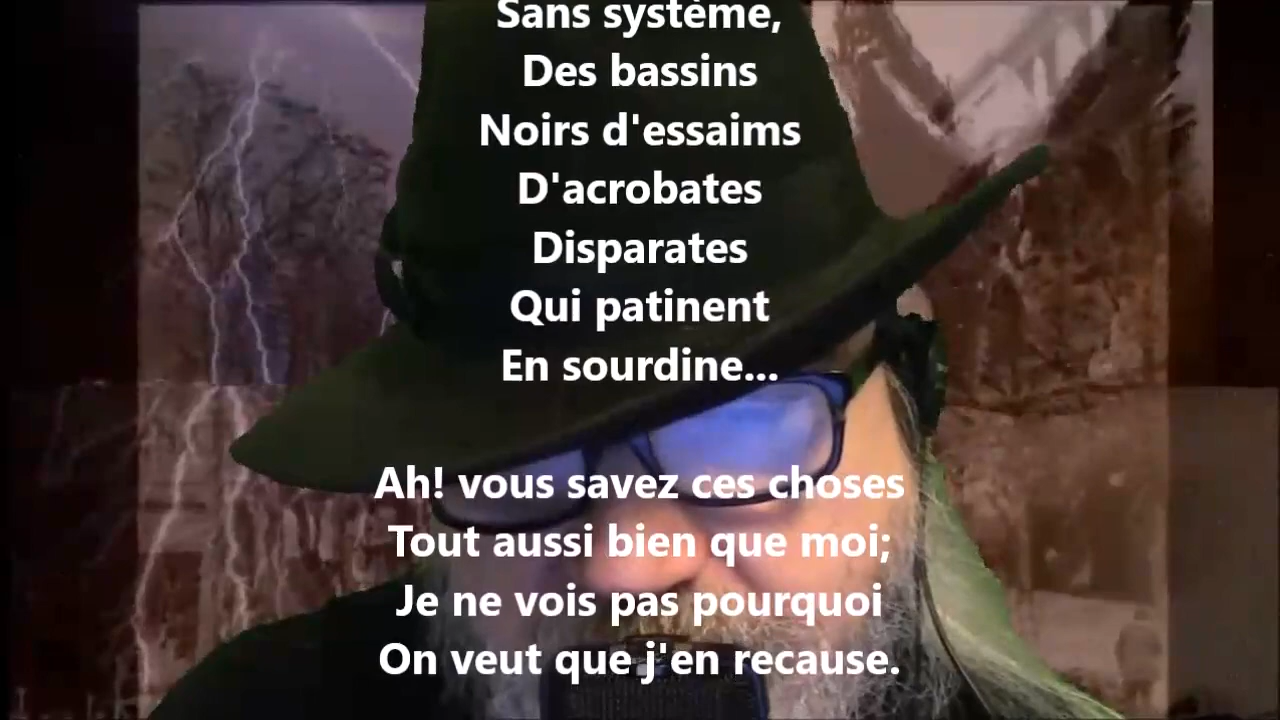 Sans système,
Des bassins
Noirs d'essaims
D'acrobates
Disparates
Qui patinent
En sourdine...
Ah! vous savez ces choses
Tout aussi bien que moi;
Je ne vois pas pourquoi
On veut que j'en recause.